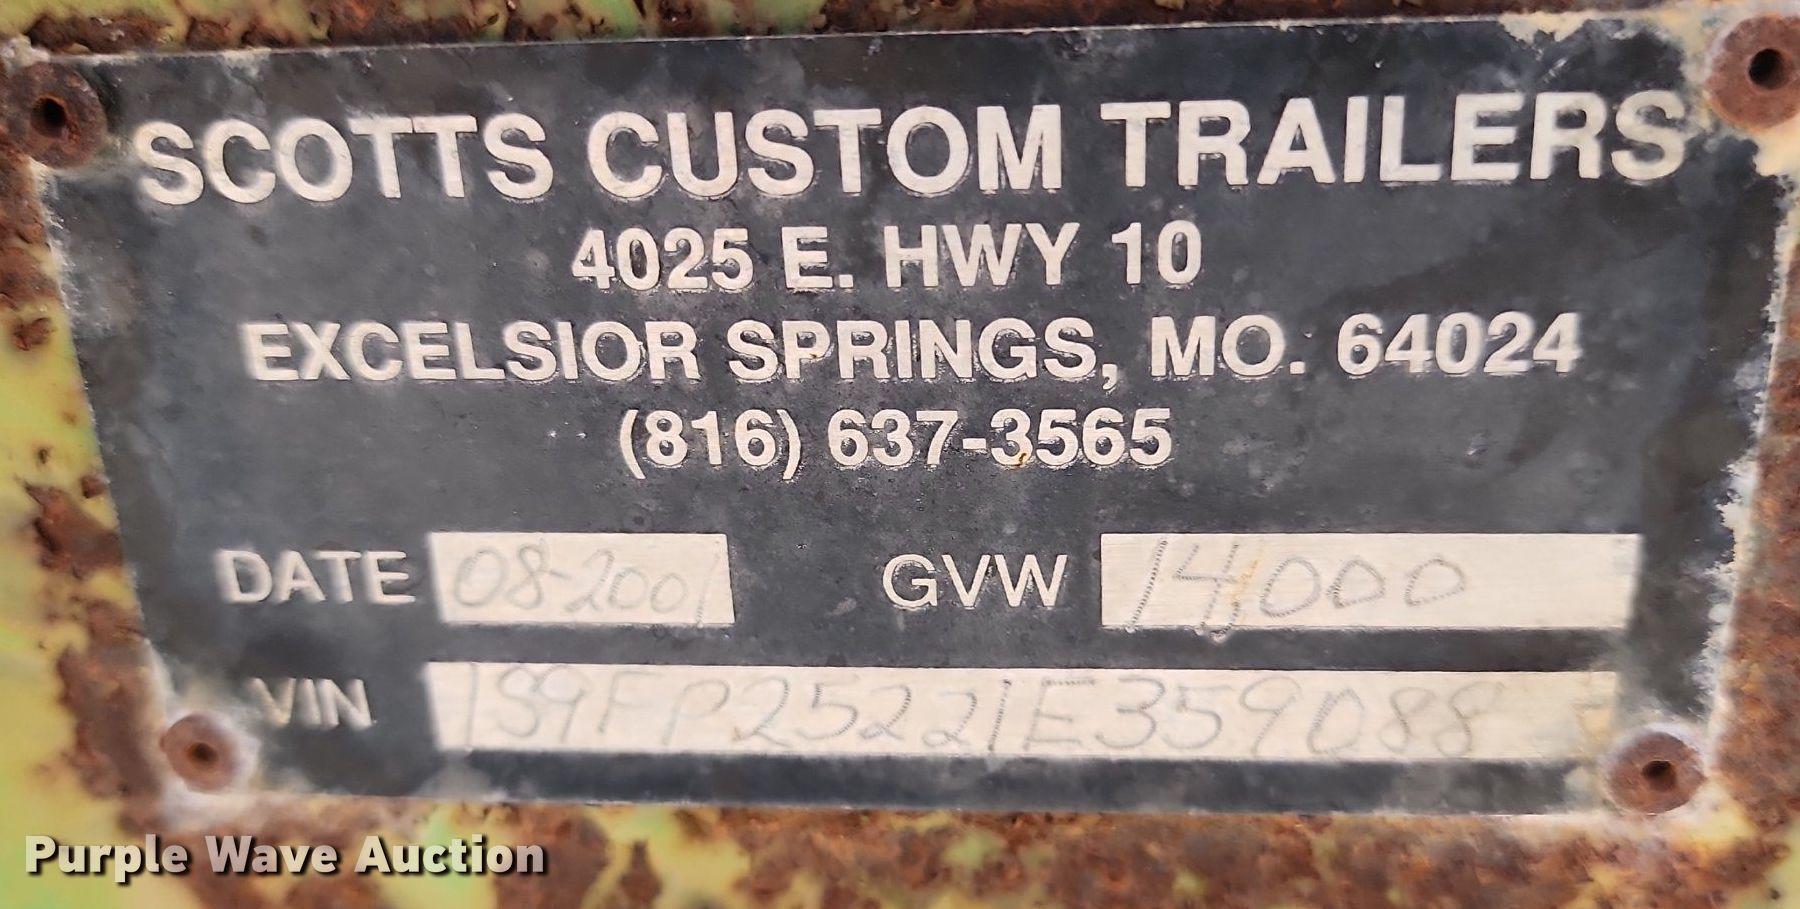 SCOTTS CUSTOM TRAILERS
4025 E. HWY 10
EXCELSIOR SPRINGS, MO. 64024
(816) 637-3565
DATE 08-2001 GVW 14000
VIN 1S9FP25221E359088
Purple Wave Auction